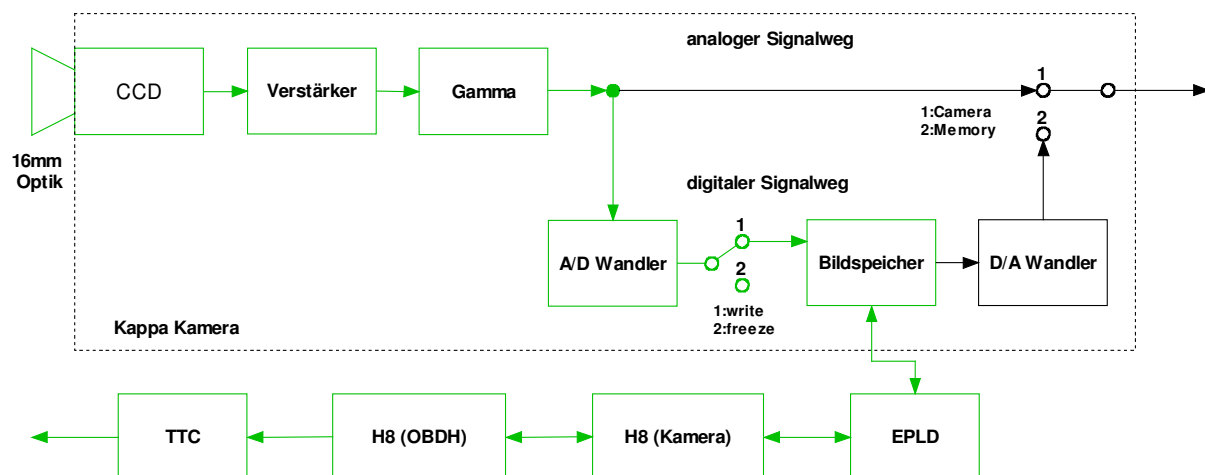 analoger Signalweg
CCD
Verstärker
Gamma
1
1:Camera
2:Memory
2
16mm
Optik
digitaler Signalweg
A/D Wandler
1
2
1:write
2:freeze
Bildspeicher
D/A Wandler
Kappa Kamera
TTC
H8 (OBDH)
H8 (Kamera)
EPLD